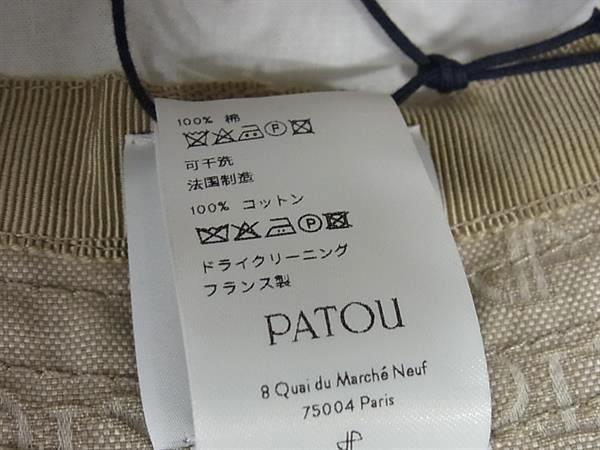 100% 棉
可干洗
法国制造
100% コットン
ドライクリーニング
フランス製
PATOU
8 Quai du Marché Neuf
75004 Paris